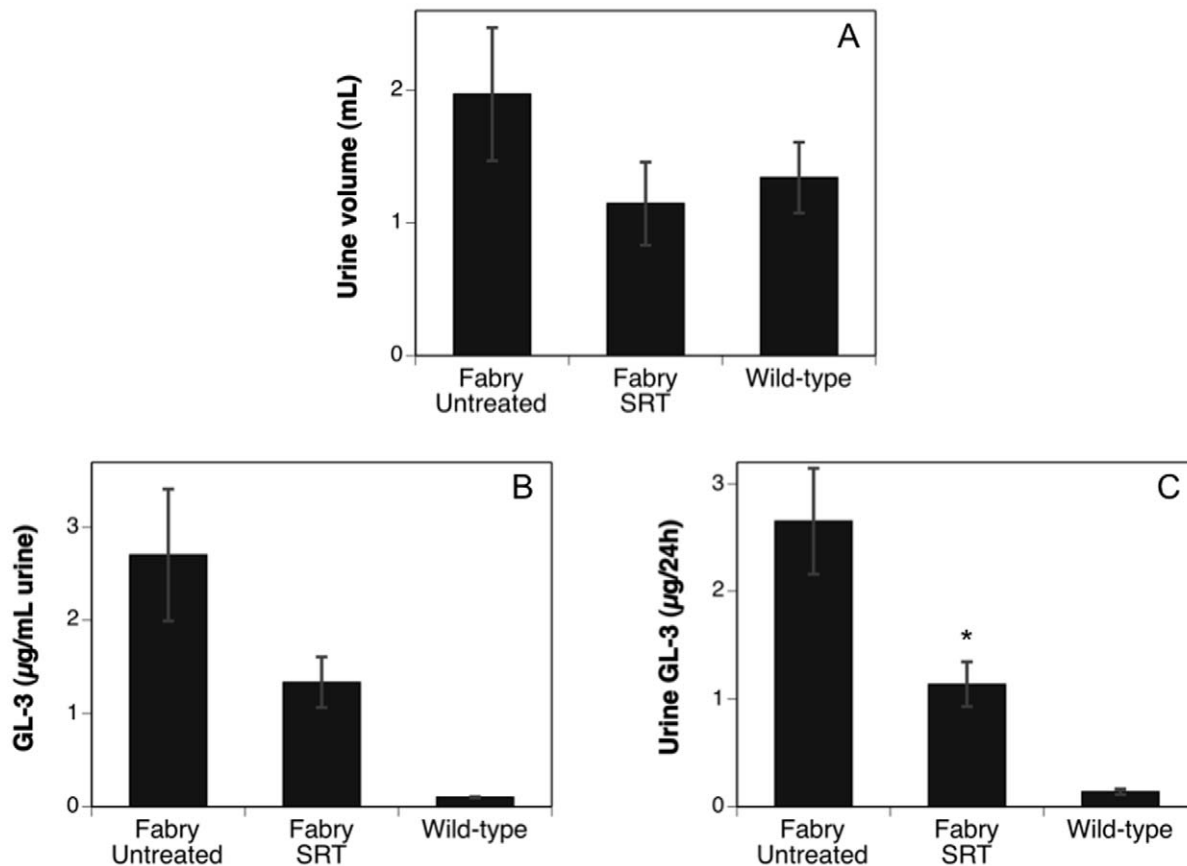 A
Urine volume (mL)
2
1
0
Fabry
Untreated
Fabry
SRT
Wild-type
B
GL-3 (µg/mL urine)
3
2
1
0
Fabry
Untreated
Fabry
SRT
Wild-type
C
Urine GL-3 (µg/24h)
3
2
1
0
*
Fabry
Untreated
Fabry
SRT
Wild-type